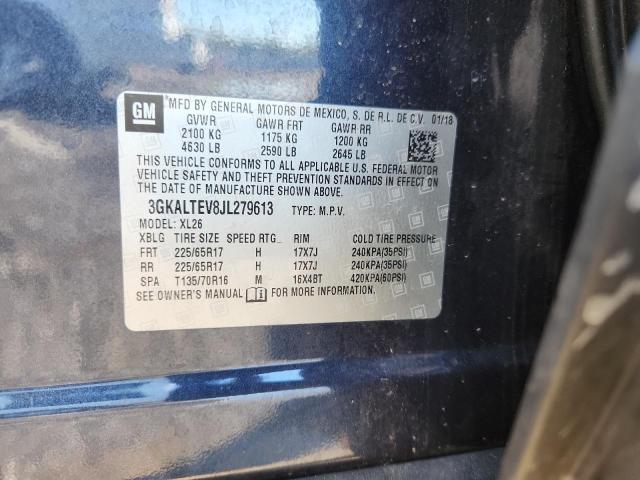 GM MFD BY GENERAL MOTORS DE MEXICO, S. DE R.L. DE C.V. 01/18
GVWR GAWR FRT GAWR RR
2100 KG 1175 KG 1200 KG
4630 LB 2590 LB 2645 LB
THIS VEHICLE CONFORMS TO ALL APPLICABLE U.S. FEDERAL MOTOR
VEHICLE SAFETY AND THEFT PREVENTION STANDARDS IN EFFECT ON THE
DATE OF MANUFACTURE SHOWN ABOVE.
3GKALTEV8JL279613 TYPE: M.P.V.
MODEL: XL26
XBLG TIRE SIZE SPEED RTG RIM COLD TIRE PRESSURE
FRT 225/65R17 H 17X7J 240KPA(35PSI)
RR 225/65R17 H 17X7J 240KPA(35PSI)
SPA T135/70R16 M 16X4BT 420KPA(60PSI)
SEE OWNER'S MANUAL FOR MORE INFORMATION.